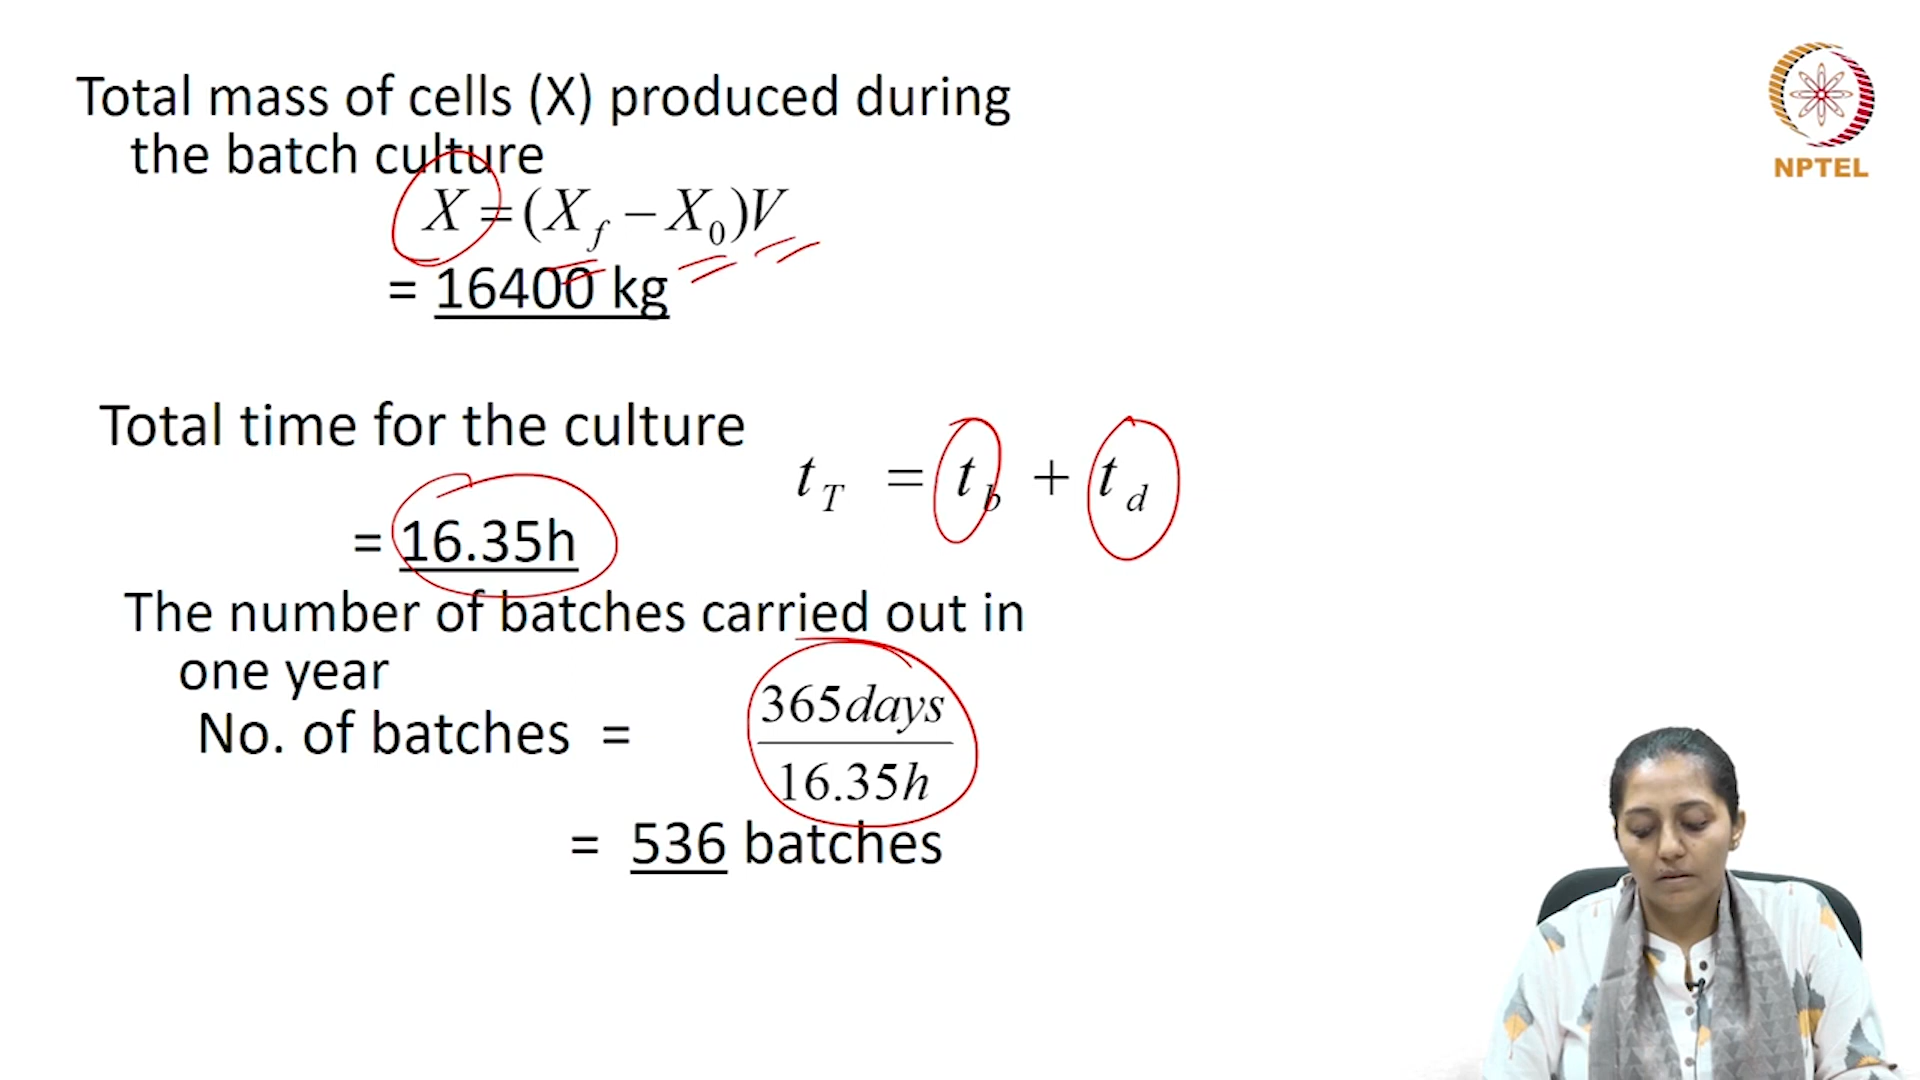 Total mass of cells (X) produced during
the batch culture
X = (X_f − X_0)V
= 16400 kg
Total time for the culture
t_T = t_b + t_d
= 16.35h
The number of batches carried out in
one year
No. of batches = 365days / 16.35h
= 536 batches
NPTEL